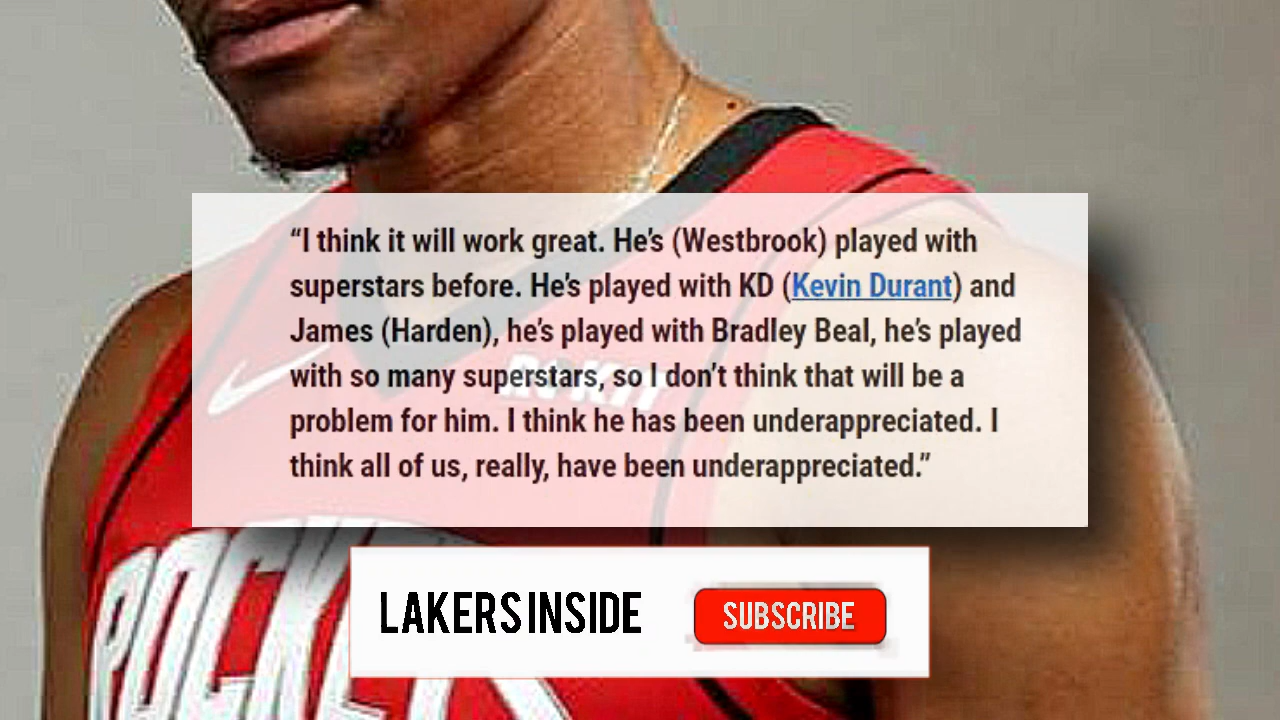 “I think it will work great. He’s (Westbrook) played with
superstars before. He’s played with KD (Kevin Durant) and
James (Harden), he’s played with Bradley Beal, he’s played
with so many superstars, so I don’t think that will be a
problem for him. I think he has been underappreciated. I
think all of us, really, have been underappreciated.”
LAKERS INSIDE
SUBSCRIBE